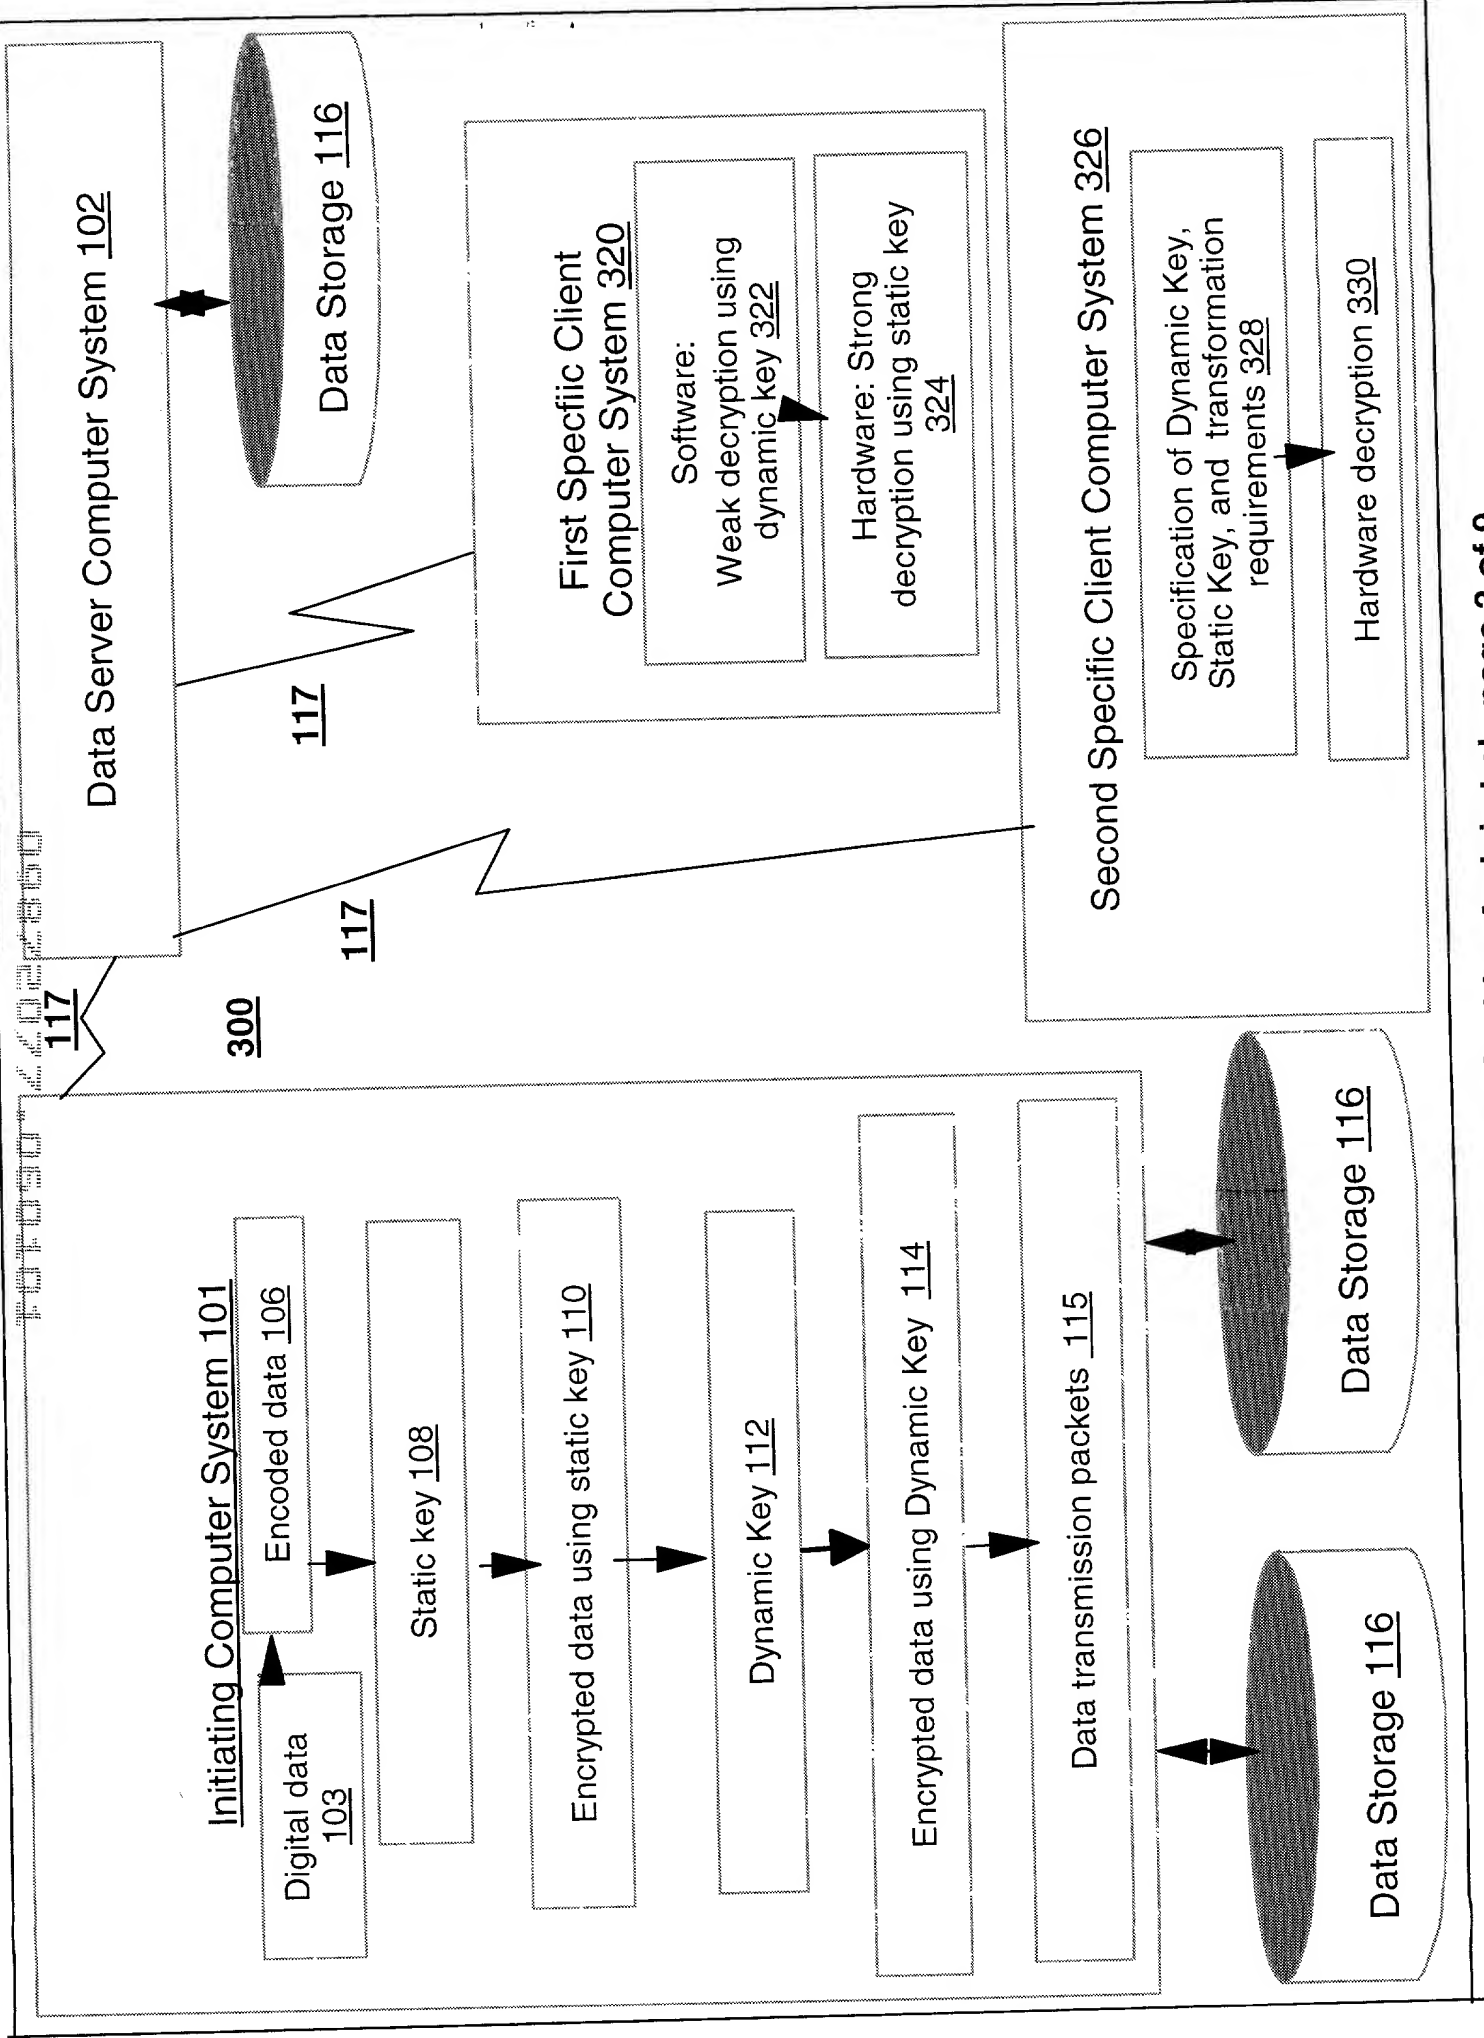 117
Initiating Computer System 101
Digital data
103
Encoded data 106
Static key 108
Encrypted data using static key 110
Dynamic Key 112
Encrypted data using Dynamic Key 114
Data transmission packets 115
Data Storage 116
Data Storage 116
300
117
117
Data Server Computer System 102
Data Storage 116
First Specific Client
Computer System 320
Software:
Weak decryption using
dynamic key 322
Hardware: Strong
decryption using static key
324
Second Specific Client Computer System 326
Specification of Dynamic Key,
Static Key, and transformation
requirements 328
Hardware decryption 330